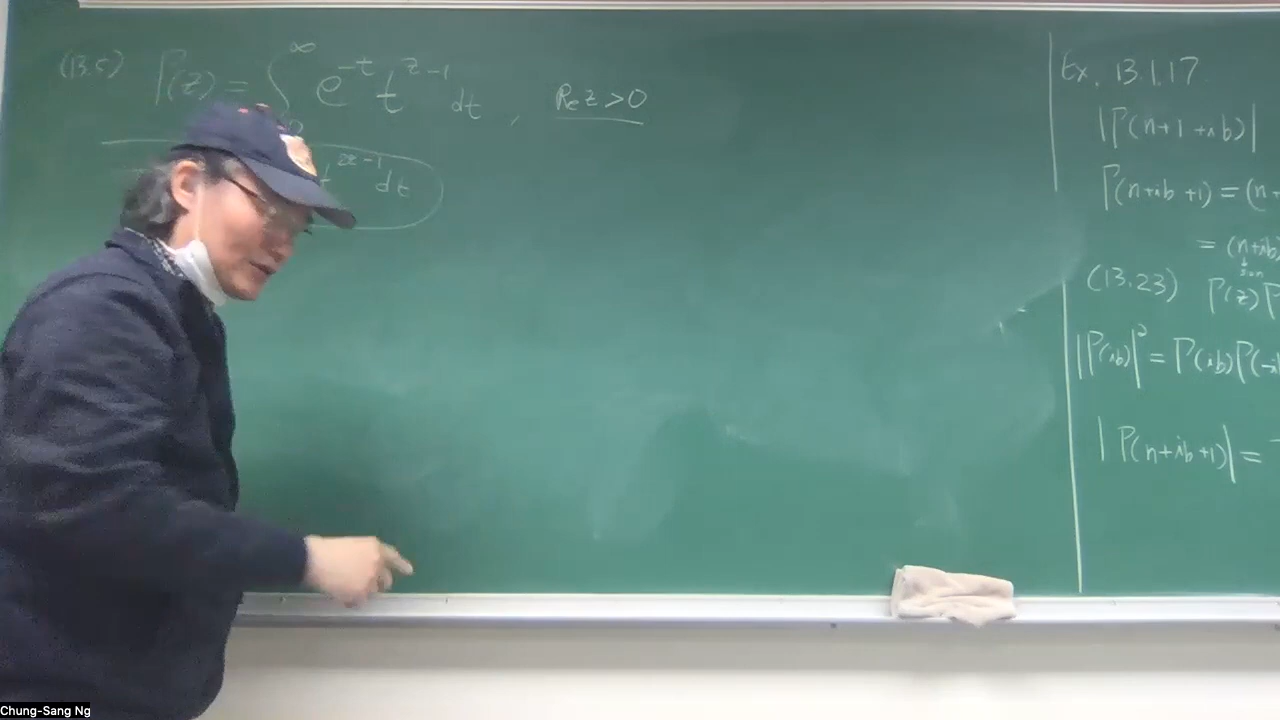 (13.5) Γ(z) = ∫₀^∞ e^{-t} t^{z-1} dt , Re z > 0
t^{2z-1} dt
Ex. 13.1.17
|Γ(n+1+ib)|
Γ(n+ib+1) = (n+
= (n+ib)
(13.23) Γ(z)Γ
|Γ(ib)|² = Γ(ib)Γ(-i
|Γ(n+ib+1)| =
Chung-Sang Ng